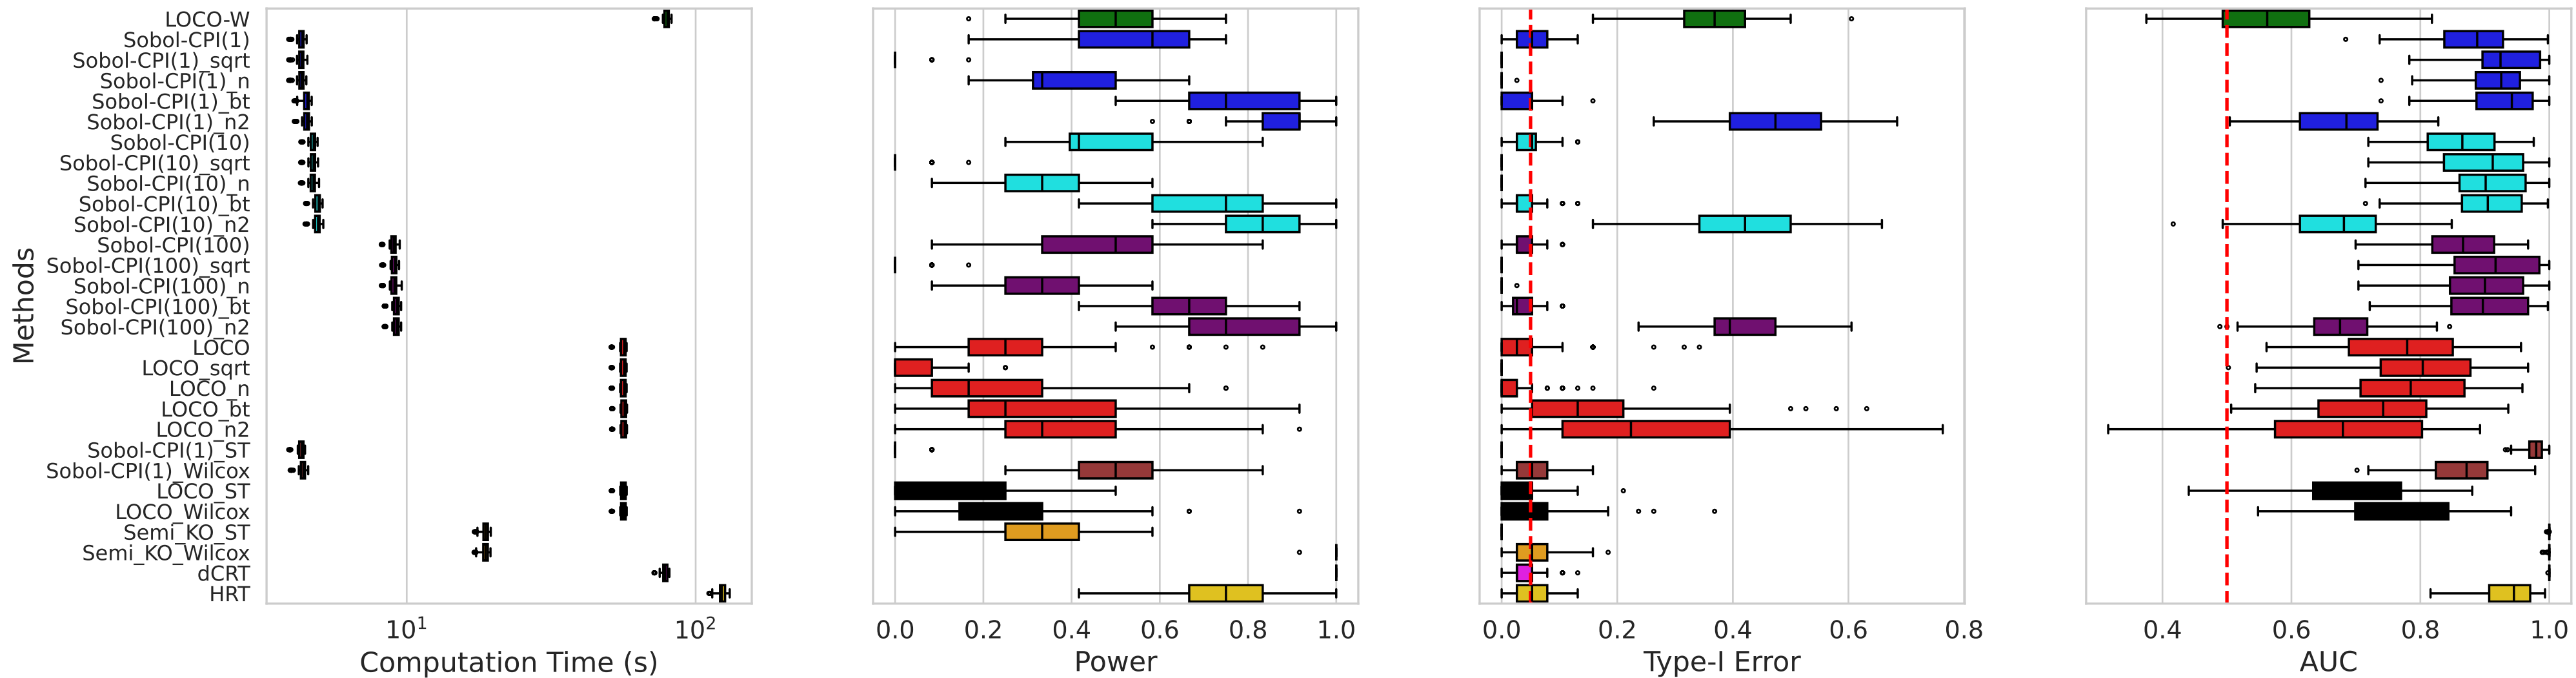 Methods
LOCO-W
Sobol-CPI(1)
Sobol-CPI(1)_sqrt
Sobol-CPI(1)_n
Sobol-CPI(1)_bt
Sobol-CPI(1)_n2
Sobol-CPI(10)
Sobol-CPI(10)_sqrt
Sobol-CPI(10)_n
Sobol-CPI(10)_bt
Sobol-CPI(10)_n2
Sobol-CPI(100)
Sobol-CPI(100)_sqrt
Sobol-CPI(100)_n
Sobol-CPI(100)_bt
Sobol-CPI(100)_n2
LOCO
LOCO_sqrt
LOCO_n
LOCO_bt
LOCO_n2
Sobol-CPI(1)_ST
Sobol-CPI(1)_Wilcox
LOCO_ST
LOCO_Wilcox
Semi_KO_ST
Semi_KO_Wilcox
dCRT
HRT
10¹ 10²
Computation Time (s)
0.0 0.2 0.4 0.6 0.8 1.0
Power
0.0 0.2 0.4 0.6 0.8
Type-I Error
0.4 0.6 0.8 1.0
AUC